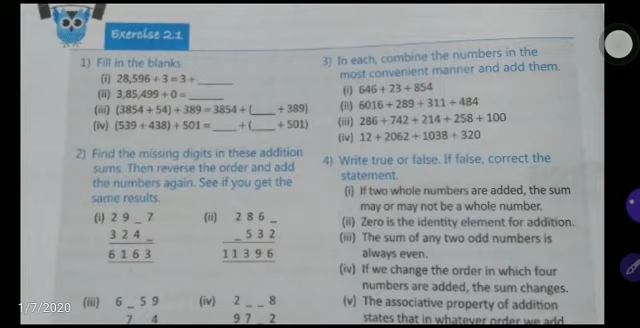 Exercise 2.1
1) Fill in the blanks.
(i) 28,596 + 3 = 3 + ____
(ii) 3,85,499 + 0 = ____
(iii) (3854 + 54) + 389 = 3854 + (____ + 389)
(iv) (539 + 438) + 501 = ____ + (____ + 501)
2) Find the missing digits in these addition
sums. Then reverse the order and add
the numbers again. See if you get the
same results.
(i) 2 9 _ 7 (ii) 2 8 6 _
3 2 4 _ _ 5 3 2
6 1 6 3 1 1 3 9 6
(iii) 6 _ 5 9 (iv) 2 _ _ 8
7 4 9 7 _ 2
3) In each, combine the numbers in the
most convenient manner and add them.
(i) 646 + 23 + 854
(ii) 6016 + 289 + 311 + 484
(iii) 286 + 742 + 214 + 258 + 100
(iv) 12 + 2062 + 1038 + 320
4) Write true or false. If false, correct the
statement.
(i) If two whole numbers are added, the sum
may or may not be a whole number.
(ii) Zero is the identity element for addition.
(iii) The sum of any two odd numbers is
always even.
(iv) If we change the order in which four
numbers are added, the sum changes.
(v) The associative property of addition
states that in whatever order we add
1/7/2020